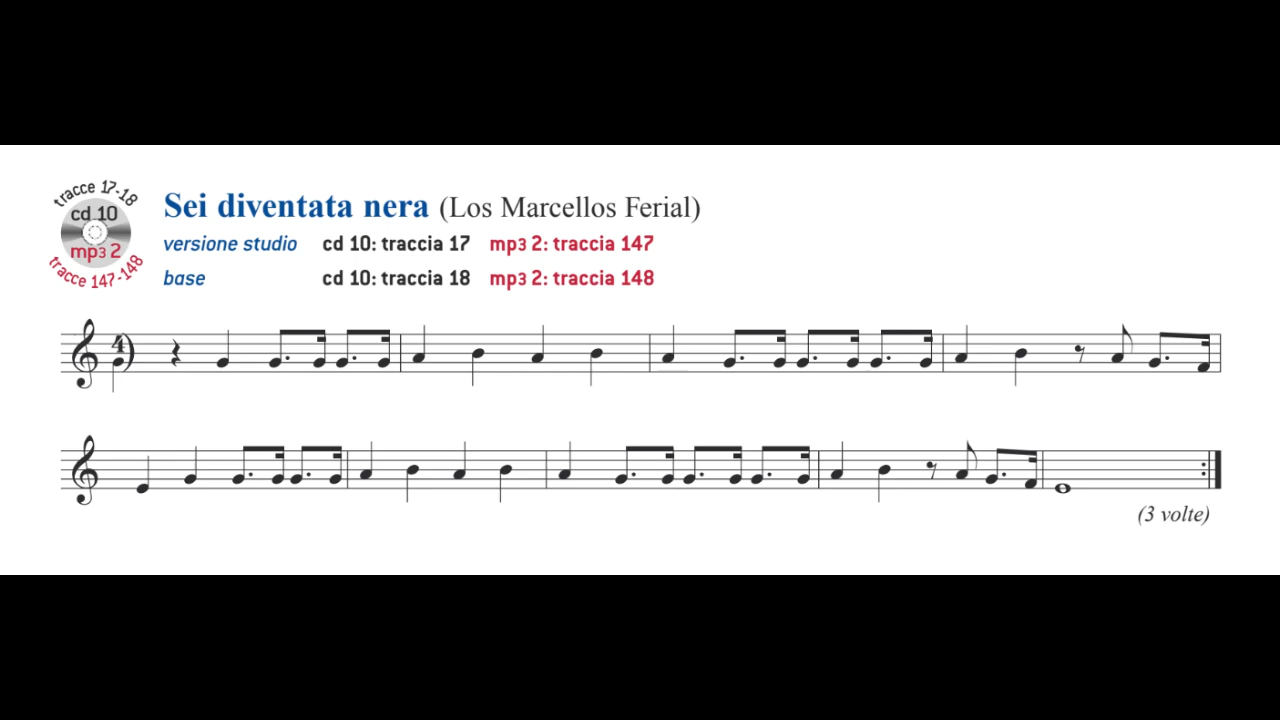 tracce 17-18
cd 10
mp3 2
tracce 147-148
Sei diventata nera (Los Marcellos Ferial)
versione studio cd 10: traccia 17 mp3 2: traccia 147
base cd 10: traccia 18 mp3 2: traccia 148
4)
(3 volte)